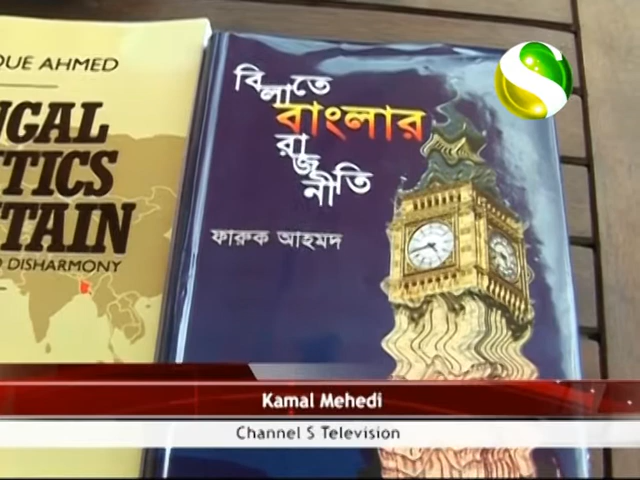 QUE AHMED
NGAL
TICS
TAIN
DISHARMONY
বিলাতে
বাংলার
রাজনীতি
ফারুক আহমদ
S
Kamal Mehedi
Channel S Television